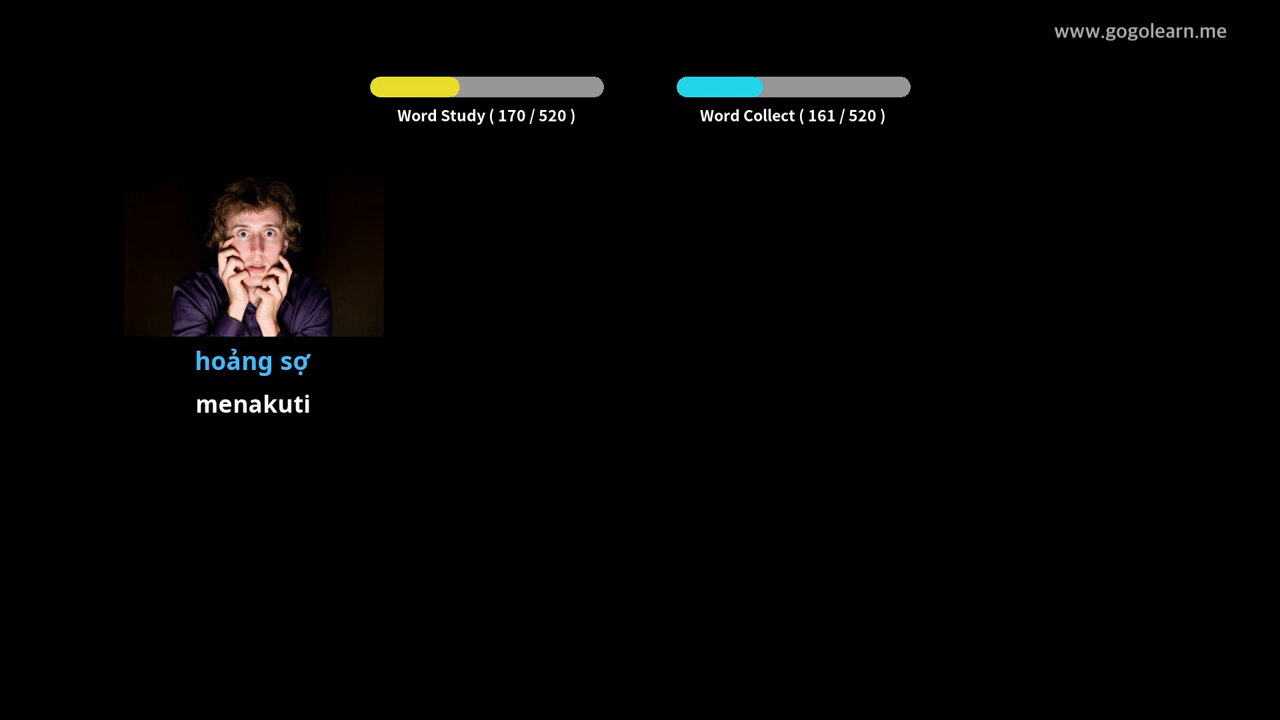 www.gogolearn.me
Word Study ( 170 / 520 )
Word Collect ( 161 / 520 )
hoảng sợ
menakuti